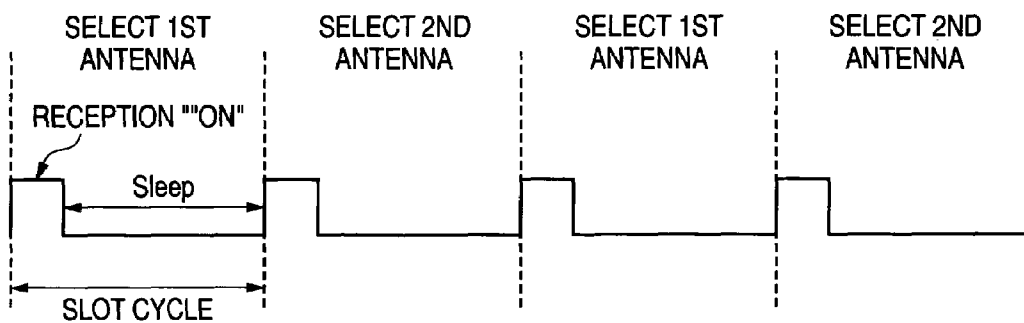 SELECT 1ST
ANTENNA
SELECT 2ND
ANTENNA
SELECT 1ST
ANTENNA
SELECT 2ND
ANTENNA
RECEPTION ""ON"
Sleep
SLOT CYCLE